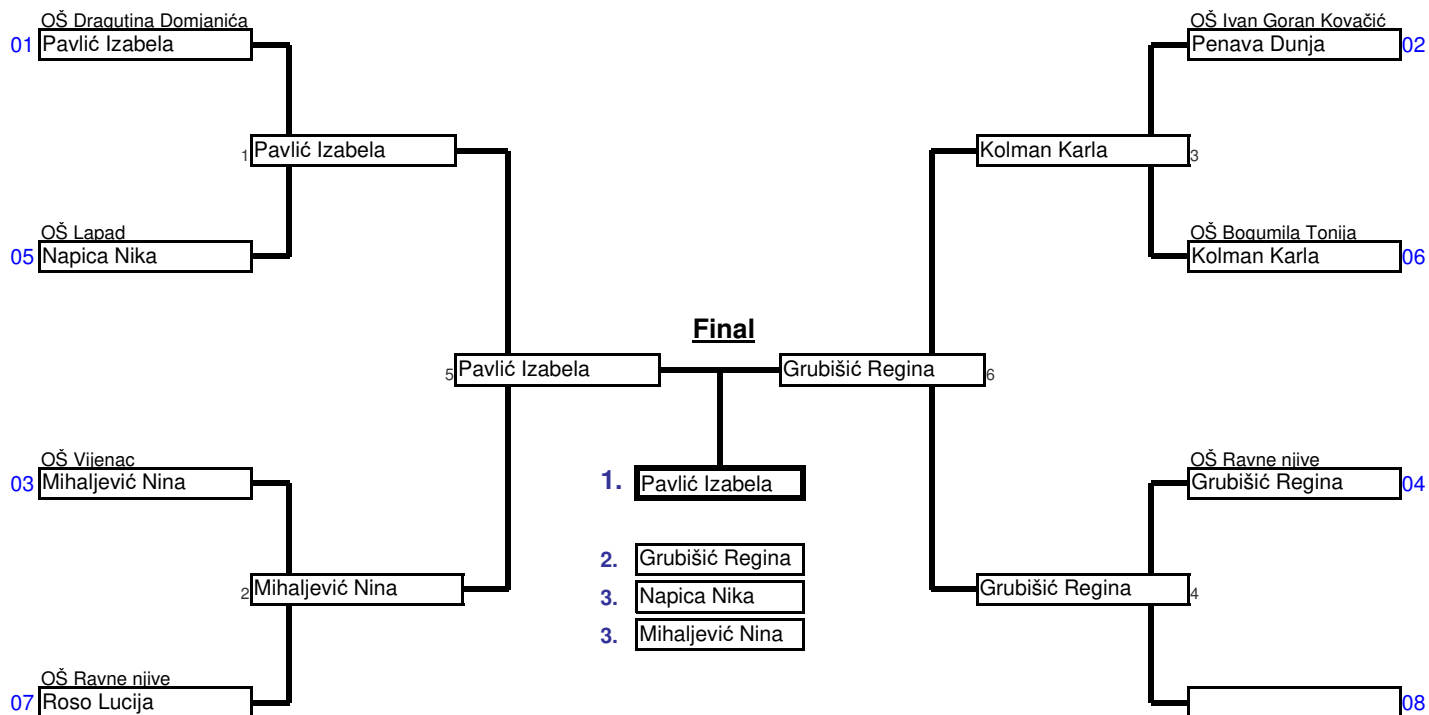 OŠ Dragutina Domjanića
01 Pavlić Izabela
1 Pavlić Izabela
OŠ Lapad
05 Napica Nika
5 Pavlić Izabela
OŠ Vijenac
03 Mihaljević Nina
2 Mihaljević Nina
OŠ Ravne njive
07 Roso Lucija
Final
1. Pavlić Izabela
2. Grubišić Regina
3. Napica Nika
3. Mihaljević Nina
OŠ Ivan Goran Kovačić
Penava Dunja 02
Kolman Karla 3
OŠ Bogumila Tonija
Kolman Karla 06
Grubišić Regina 6
OŠ Ravne njive
Grubišić Regina 04
Grubišić Regina 4
08